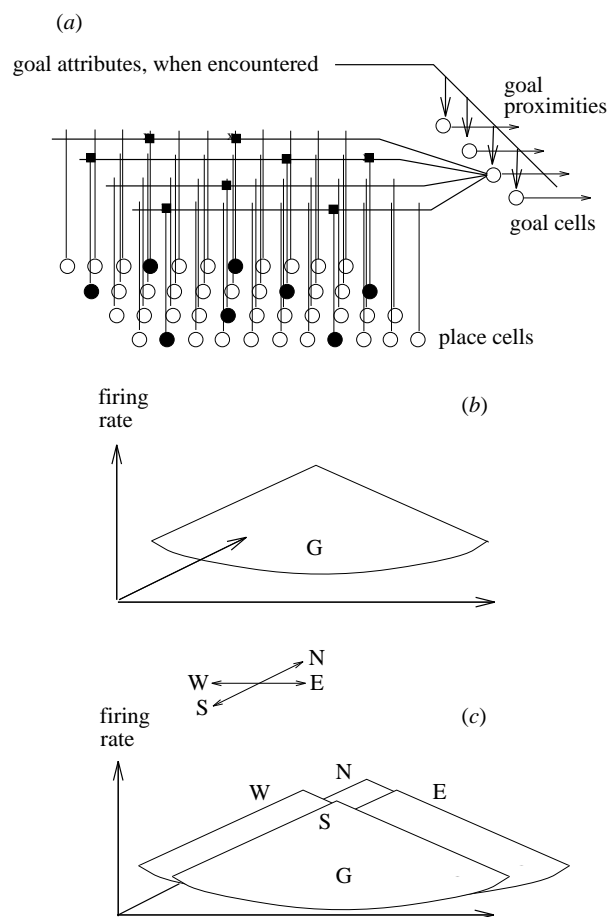 (a)
goal attributes, when encountered
goal
proximities
goal cells
place cells
firing
rate
(b)
G
N
W
E
S
firing
rate
(c)
N
W
E
S
G